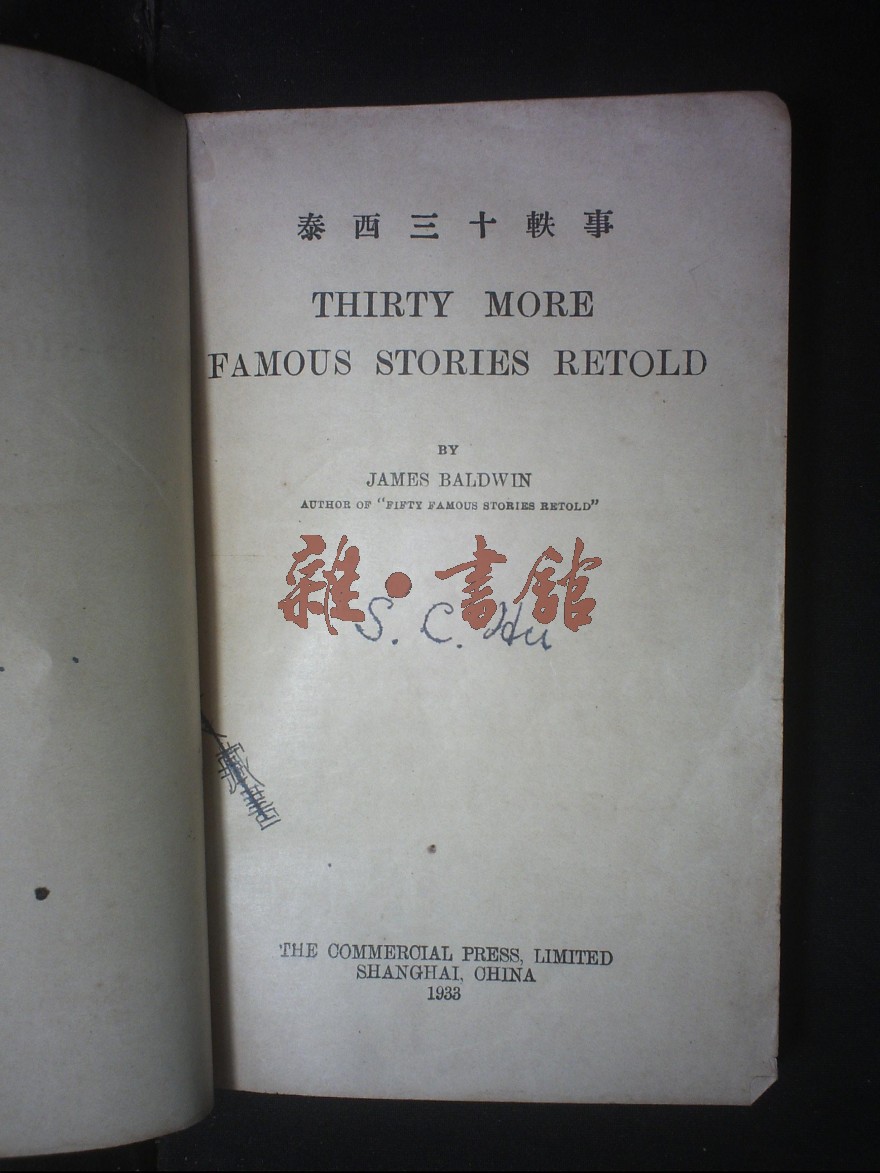 泰西三十軼事
THIRTY MORE
FAMOUS STORIES RETOLD
BY
JAMES BALDWIN
AUTHOR OF "FIFTY FAMOUS STORIES RETOLD"
雜·書館
S. C. Hu
THE COMMERCIAL PRESS, LIMITED
SHANGHAI, CHINA
1933